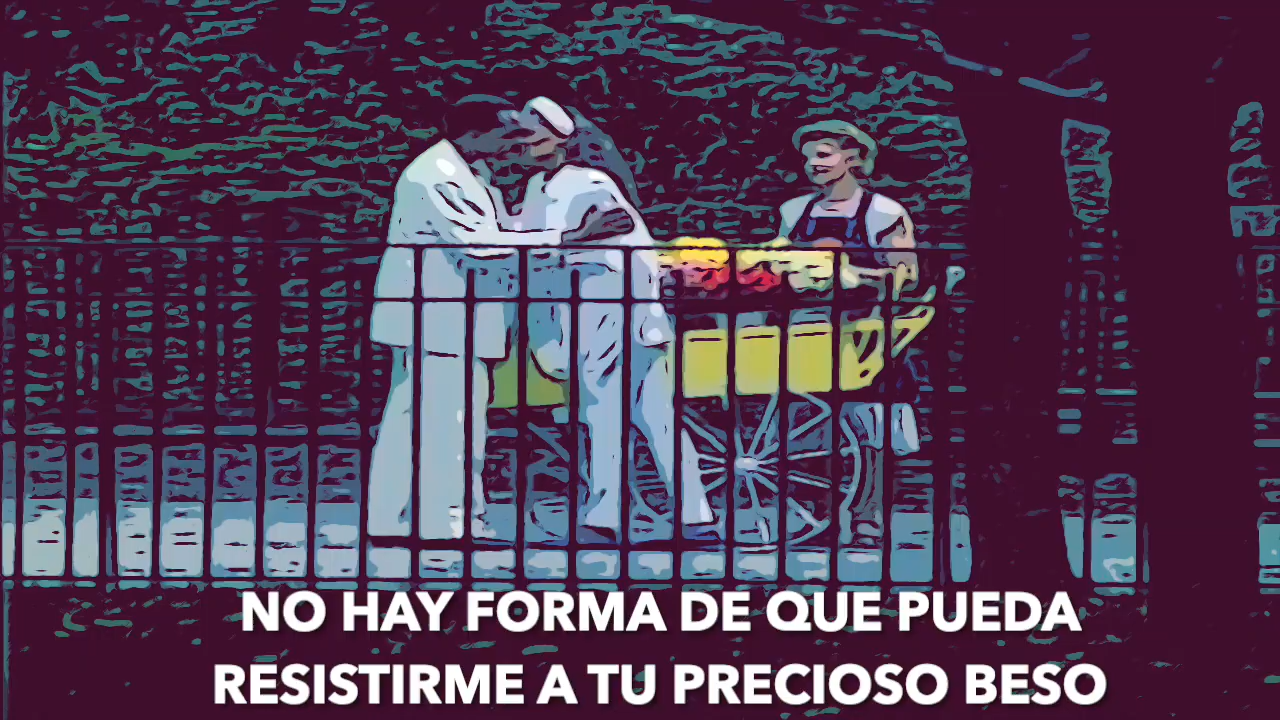 NO HAY FORMA DE QUE PUEDA
RESISTIRME A TU PRECIOSO BESO